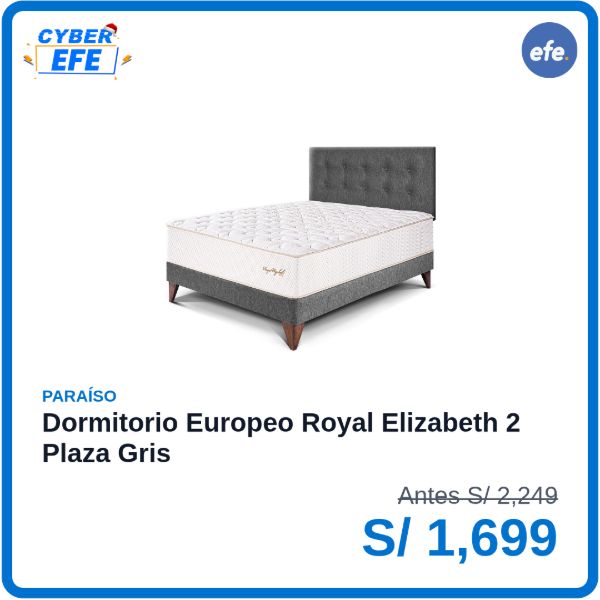 CYBER
EFE
efe.
PARAÍSO
Dormitorio Europeo Royal Elizabeth 2
Plaza Gris
Antes S/ 2,249
S/ 1,699